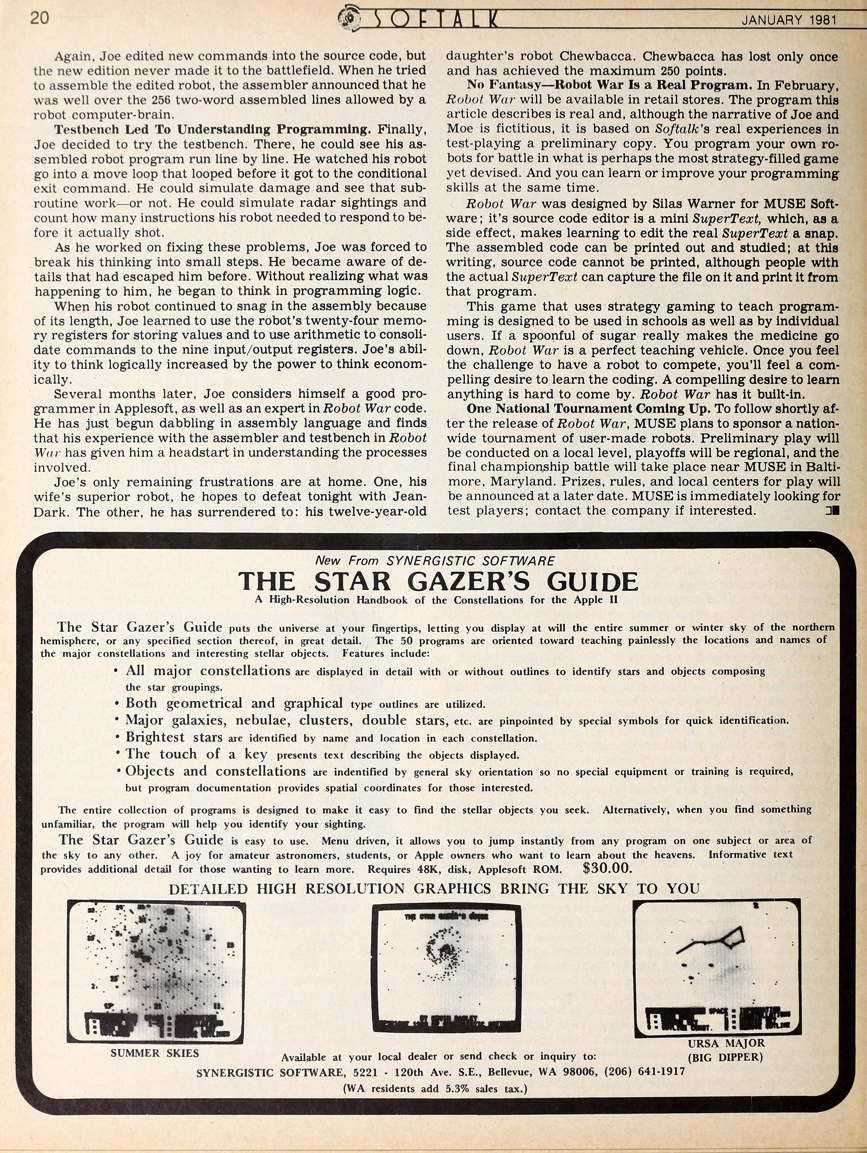 20
SOFTALK
JANUARY 1981
Again, Joe edited new commands into the source code, but
the new edition never made it to the battlefield. When he tried
to assemble the edited robot, the assembler announced that he
was well over the 256 two-word assembled lines allowed by a
robot computer-brain.
Testbench Led To Understanding Programming. Finally,
Joe decided to try the testbench. There, he could see his as-
sembled robot program run line by line. He watched his robot
go into a move loop that looped before it got to the conditional
exit command. He could simulate damage and see that sub-
routine work—or not. He could simulate radar sightings and
count how many instructions his robot needed to respond to be-
fore it actually shot.
As he worked on fixing these problems, Joe was forced to
break his thinking into small steps. He became aware of de-
tails that had escaped him before. Without realizing what was
happening to him, he began to think in programming logic.
When his robot continued to snag in the assembly because
of its length, Joe learned to use the robot's twenty-four memo-
ry registers for storing values and to use arithmetic to consoli-
date commands to the nine input/output registers. Joe's abil-
ity to think logically increased by the power to think econom-
ically.
Several months later, Joe considers himself a good pro-
grammer in Applesoft, as well as an expert in Robot War code.
He has just begun dabbling in assembly language and finds
that his experience with the assembler and testbench in Robot
War has given him a headstart in understanding the processes
involved.
Joe's only remaining frustrations are at home. One, his
wife's superior robot, he hopes to defeat tonight with Jean-
Dark. The other, he has surrendered to: his twelve-year-old
daughter's robot Chewbacca. Chewbacca has lost only once
and has achieved the maximum 250 points.
No Fantasy—Robot War Is a Real Program. In February,
Robot War will be available in retail stores. The program this
article describes is real and, although the narrative of Joe and
Moe is fictitious, it is based on Softalk's real experiences in
test-playing a preliminary copy. You program your own ro-
bots for battle in what is perhaps the most strategy-filled game
yet devised. And you can learn or improve your programming
skills at the same time.
Robot War was designed by Silas Warner for MUSE Soft-
ware; it's source code editor is a mini SuperText, which, as a
side effect, makes learning to edit the real SuperText a snap.
The assembled code can be printed out and studied; at this
writing, source code cannot be printed, although people with
the actual SuperText can capture the file on it and print it from
that program.
This game that uses strategy gaming to teach program-
ming is designed to be used in schools as well as by individual
users. If a spoonful of sugar really makes the medicine go
down, Robot War is a perfect teaching vehicle. Once you feel
the challenge to have a robot to compete, you'll feel a com-
pelling desire to learn the coding. A compelling desire to learn
anything is hard to come by. Robot War has it built-in.
One National Tournament Coming Up. To follow shortly af-
ter the release of Robot War, MUSE plans to sponsor a nation-
wide tournament of user-made robots. Preliminary play will
be conducted on a local level, playoffs will be regional, and the
final championship battle will take place near MUSE in Balti-
more, Maryland. Prizes, rules, and local centers for play will
be announced at a later date. MUSE is immediately looking for
test players; contact the company if interested.
New From SYNERGISTIC SOFTWARE
THE STAR GAZER'S GUIDE
A High-Resolution Handbook of the Constellations for the Apple II
The Star Gazer's Guide puts the universe at your fingertips, letting you display at will the entire summer or winter sky of the northern
hemisphere, or any specified section thereof, in great detail. The 50 programs are oriented toward teaching painlessly the locations and names of
the major constellations and interesting stellar objects. Features include:
• All major constellations are displayed in detail with or without outlines to identify stars and objects composing
the star groupings.
• Both geometrical and graphical type outlines are utilized.
• Major galaxies, nebulae, clusters, double stars, etc. are pinpointed by special symbols for quick identification.
• Brightest stars are identified by name and location in each constellation.
• The touch of a key presents text describing the objects displayed.
• Objects and constellations are indentified by general sky orientation so no special equipment or training is required,
but program documentation provides spatial coordinates for those interested.
The entire collection of programs is designed to make it easy to find the stellar objects you seek. Alternatively, when you find something
unfamiliar, the program will help you identify your sighting.
The Star Gazer's Guide is easy to use. Menu driven, it allows you to jump instantly from any program on one subject or area of
the sky to any other. A joy for amateur astronomers, students, or Apple owners who want to learn about the heavens. Informative text
provides additional detail for those wanting to learn more. Requires 48K, disk, Applesoft ROM. $30.00.
DETAILED HIGH RESOLUTION GRAPHICS BRING THE SKY TO YOU
THE STAR GAZER'S GUIDE
SUMMER SKIES
URSA MAJOR
(BIG DIPPER)
Available at your local dealer or send check or inquiry to:
SYNERGISTIC SOFTWARE, 5221 - 120th Ave. S.E., Bellevue, WA 98006, (206) 641-1917
(WA residents add 5.3% sales tax.)